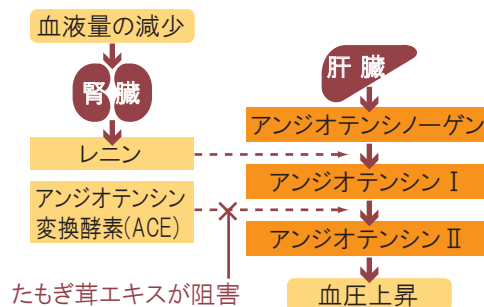 血液量の減少
腎臓
レニン
アンジオテンシン
変換酵素(ACE)
たもぎ茸エキスが阻害
肝臓
アンジオテンシノーゲン
アンジオテンシンⅠ
アンジオテンシンⅡ
血圧上昇